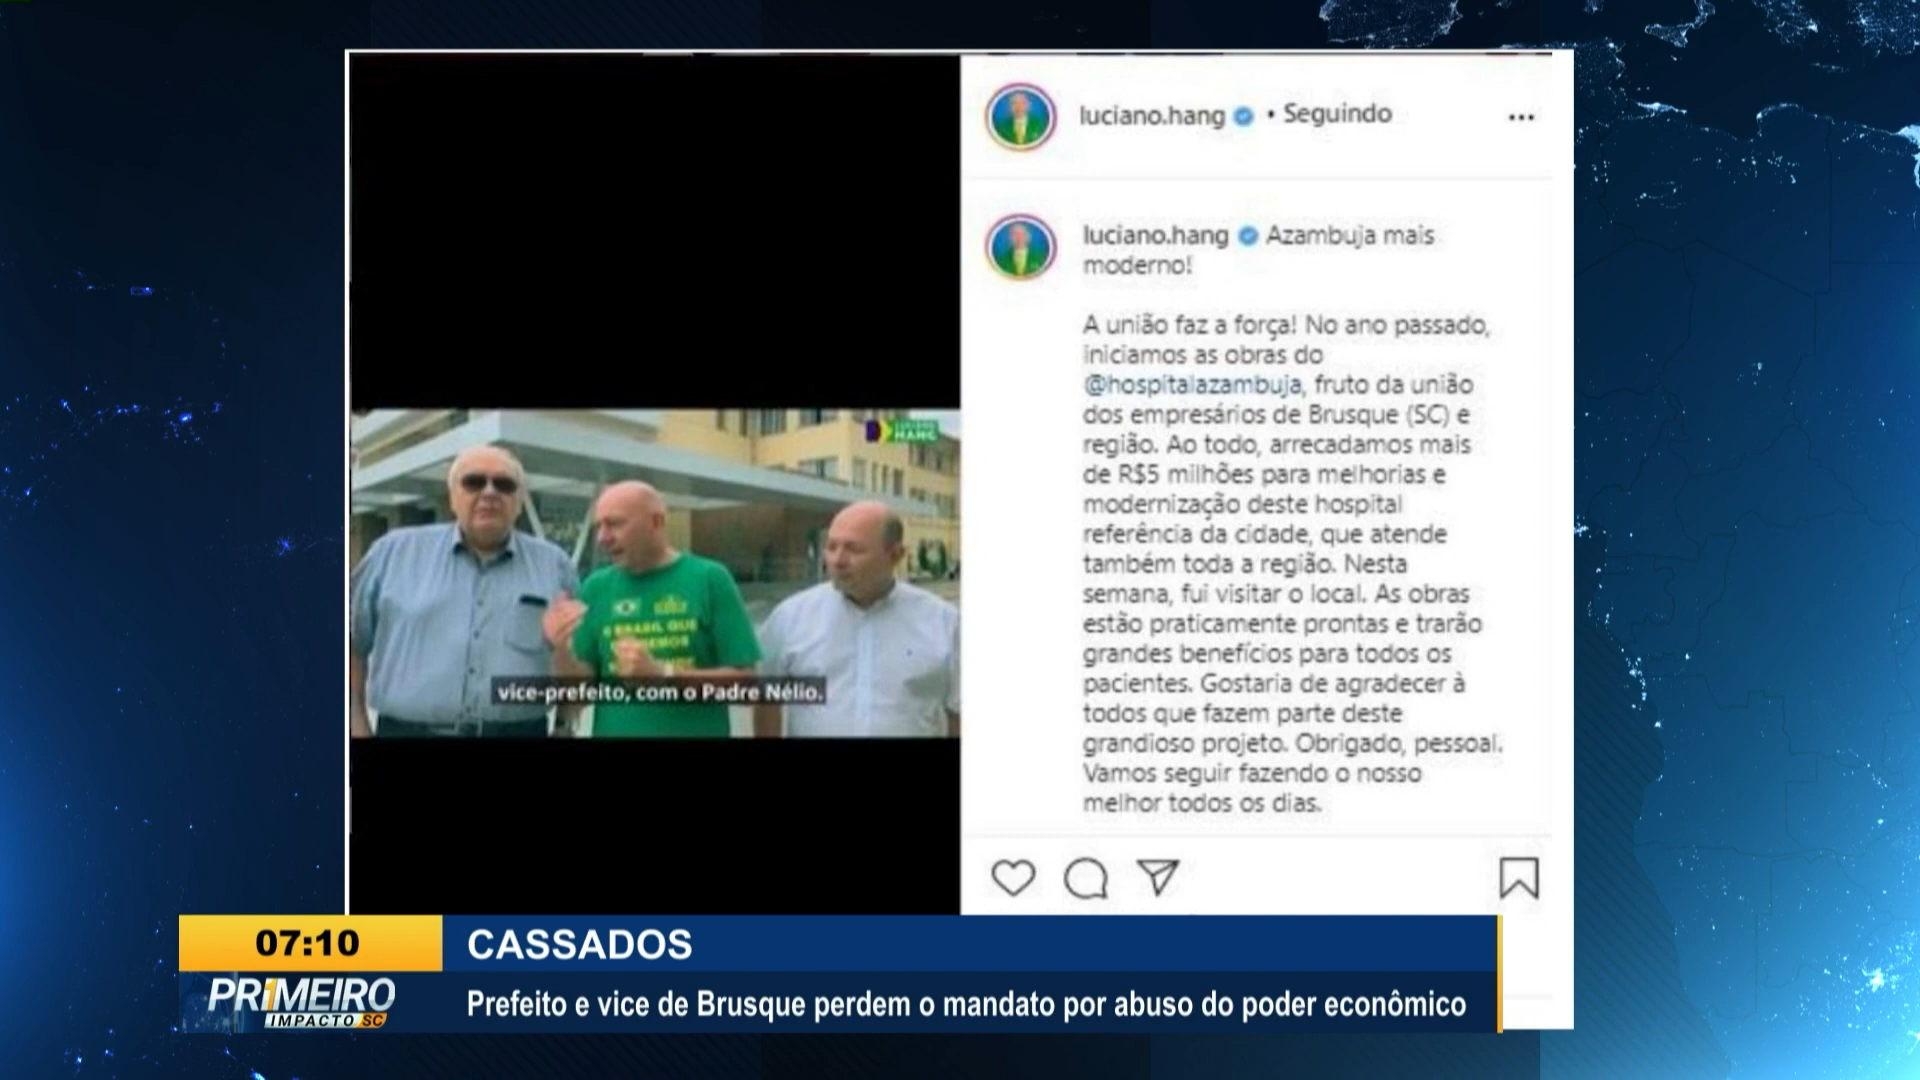 luciano.hang • Seguindo
luciano.hang Azambuja mais
moderno!
A união faz a força! No ano passado,
iniciamos as obras do
@hospitalazambuja, fruto da união
dos empresários de Brusque (SC) e
região. Ao todo, arrecadamos mais
de R$5 milhões para melhorias e
modernização deste hospital
referência da cidade, que atende
também toda a região. Nesta
semana, fui visitar o local. As obras
estão praticamente prontas e trarão
grandes benefícios para todos os
pacientes. Gostaria de agradecer à
todos que fazem parte deste
grandioso projeto. Obrigado, pessoal.
Vamos seguir fazendo o nosso
melhor todos os dias.
LUCIANO
HANG
O BRASIL QUE
vice-prefeito, com o Padre Nélio.
07:10
CASSADOS
PR1MEIRO
IMPACTO SC
Prefeito e vice de Brusque perdem o mandato por abuso do poder econômico